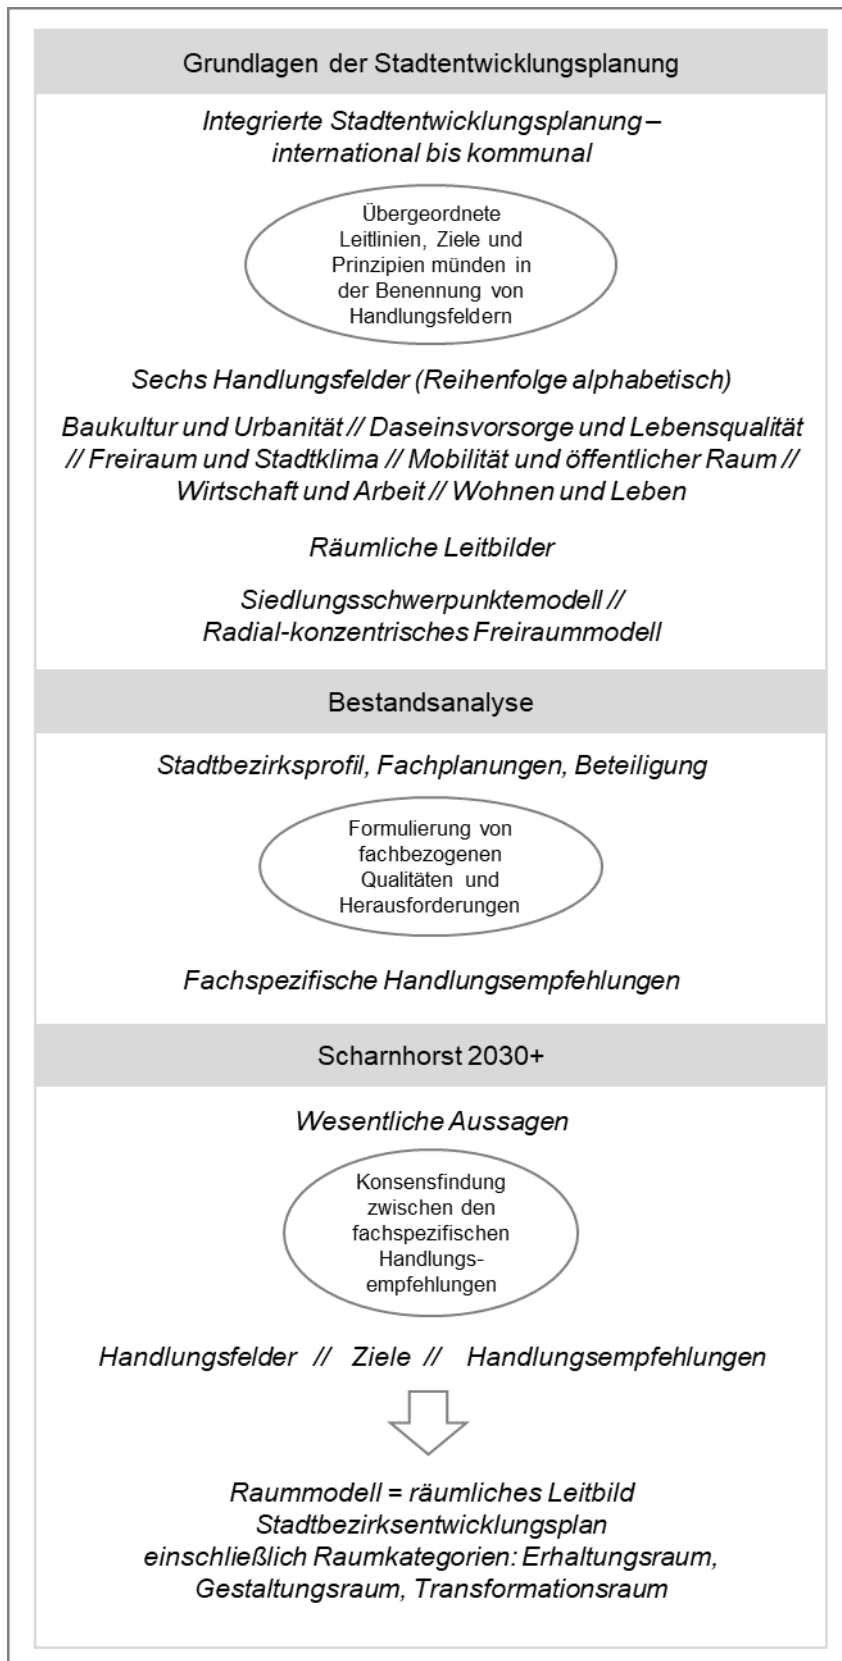 Grundlagen der Stadtentwicklungsplanung
Integrierte Stadtentwicklungsplanung –
international bis kommunal
Übergeordnete
Leitlinien, Ziele und
Prinzipien münden in
der Benennung von
Handlungsfeldern
Sechs Handlungsfelder (Reihenfolge alphabetisch)
Baukultur und Urbanität // Daseinsvorsorge und Lebensqualität
// Freiraum und Stadtklima // Mobilität und öffentlicher Raum //
Wirtschaft und Arbeit // Wohnen und Leben
Räumliche Leitbilder
Siedlungsschwerpunktemodell //
Radial-konzentrisches Freiraummodell
Bestandsanalyse
Stadtbezirksprofil, Fachplanungen, Beteiligung
Formulierung von
fachbezogenen
Qualitäten und
Herausforderungen
Fachspezifische Handlungsempfehlungen
Scharnhorst 2030+
Wesentliche Aussagen
Konsensfindung
zwischen den
fachspezifischen
Handlungs-
empfehlungen
Handlungsfelder // Ziele // Handlungsempfehlungen
Raummodell = räumliches Leitbild
Stadtbezirksentwicklungsplan
einschließlich Raumkategorien: Erhaltungsraum,
Gestaltungsraum, Transformationsraum